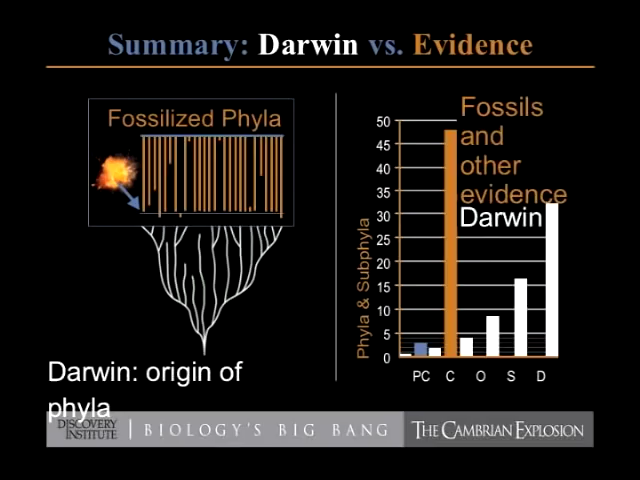 Summary: Darwin vs. Evidence
Fossilized Phyla
Darwin: origin of
phyla
Fossils
and
other
evidence
Darwin
Phyla & Subphyla
50
45
40
35
30
25
20
15
10
5
0
PC C O S D
DISCOVERY
INSTITUTE
BIOLOGY'S BIG BANG
THE CAMBRIAN EXPLOSION